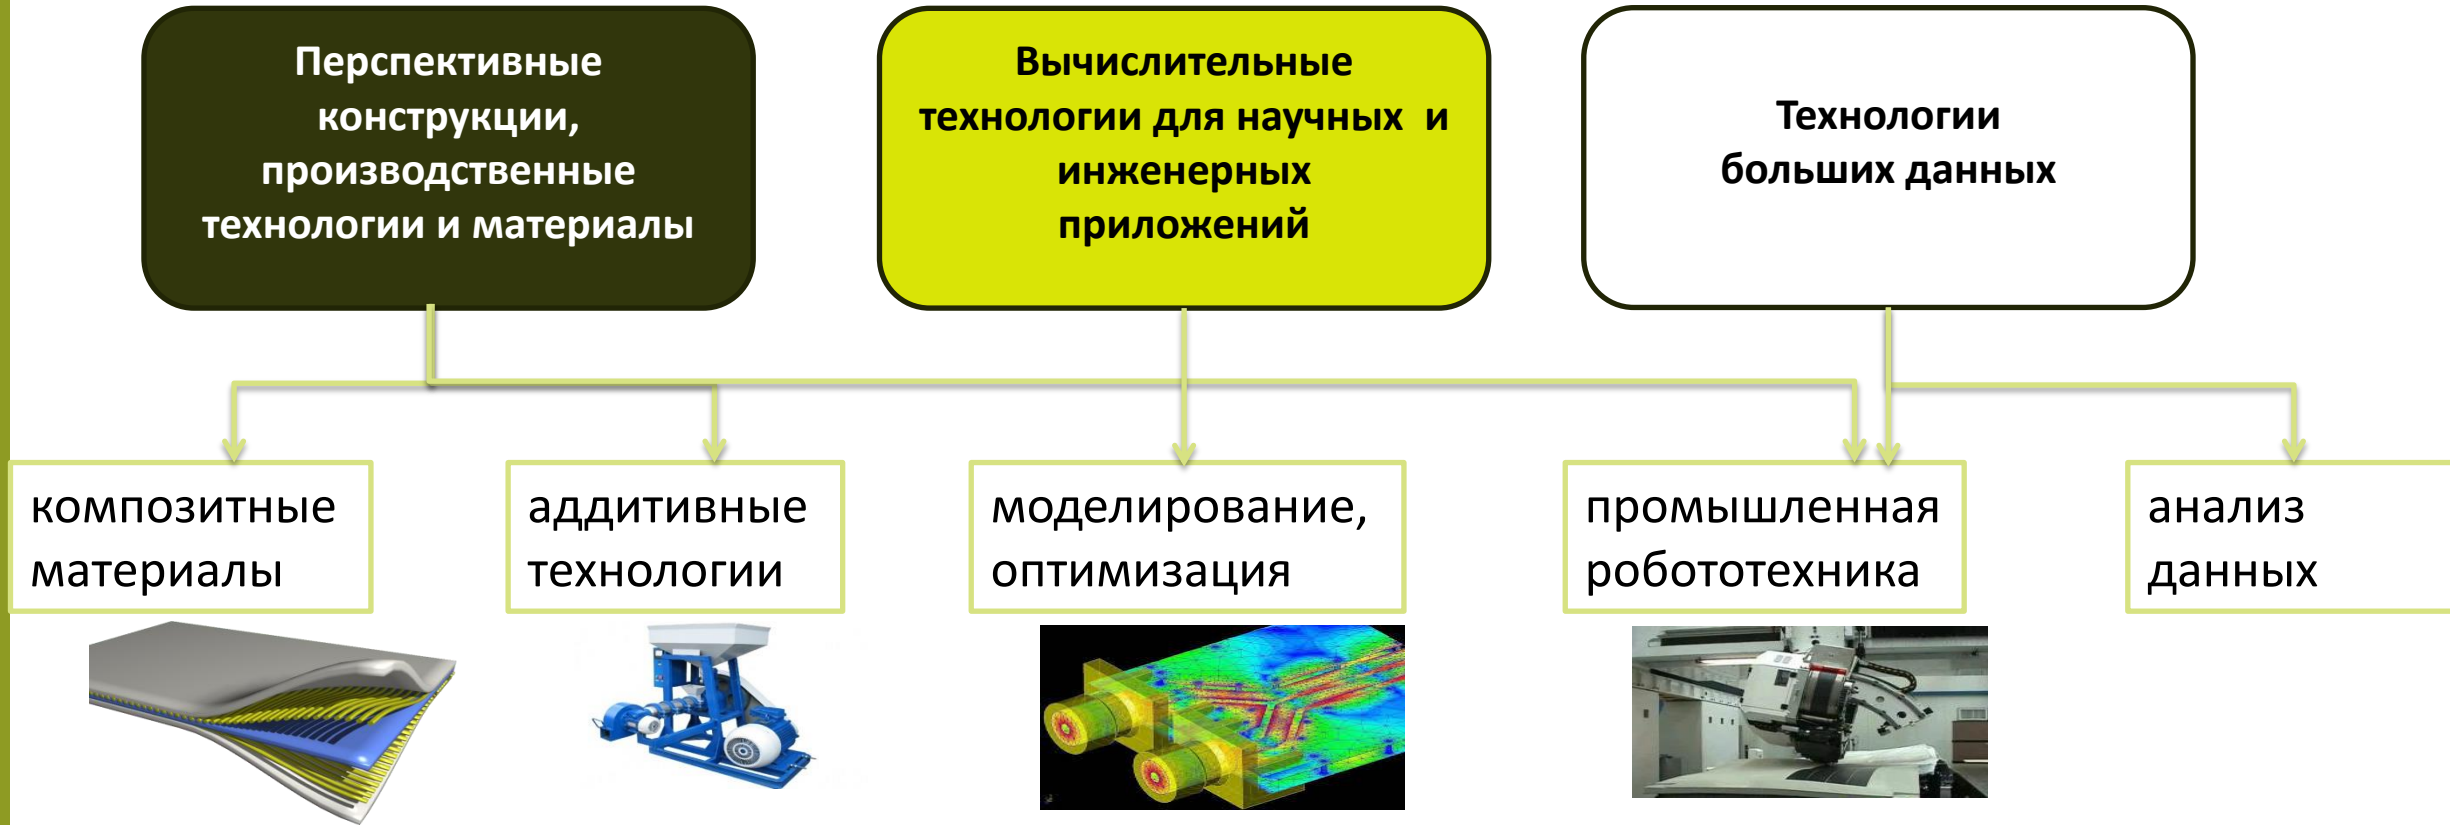 Перспективные
конструкции,
производственные
технологии и материалы
Вычислительные
технологии для научных и
инженерных
приложений
Технологии
больших данных
композитные
материалы
аддитивные
технологии
моделирование,
оптимизация
промышленная
робототехника
анализ
данных